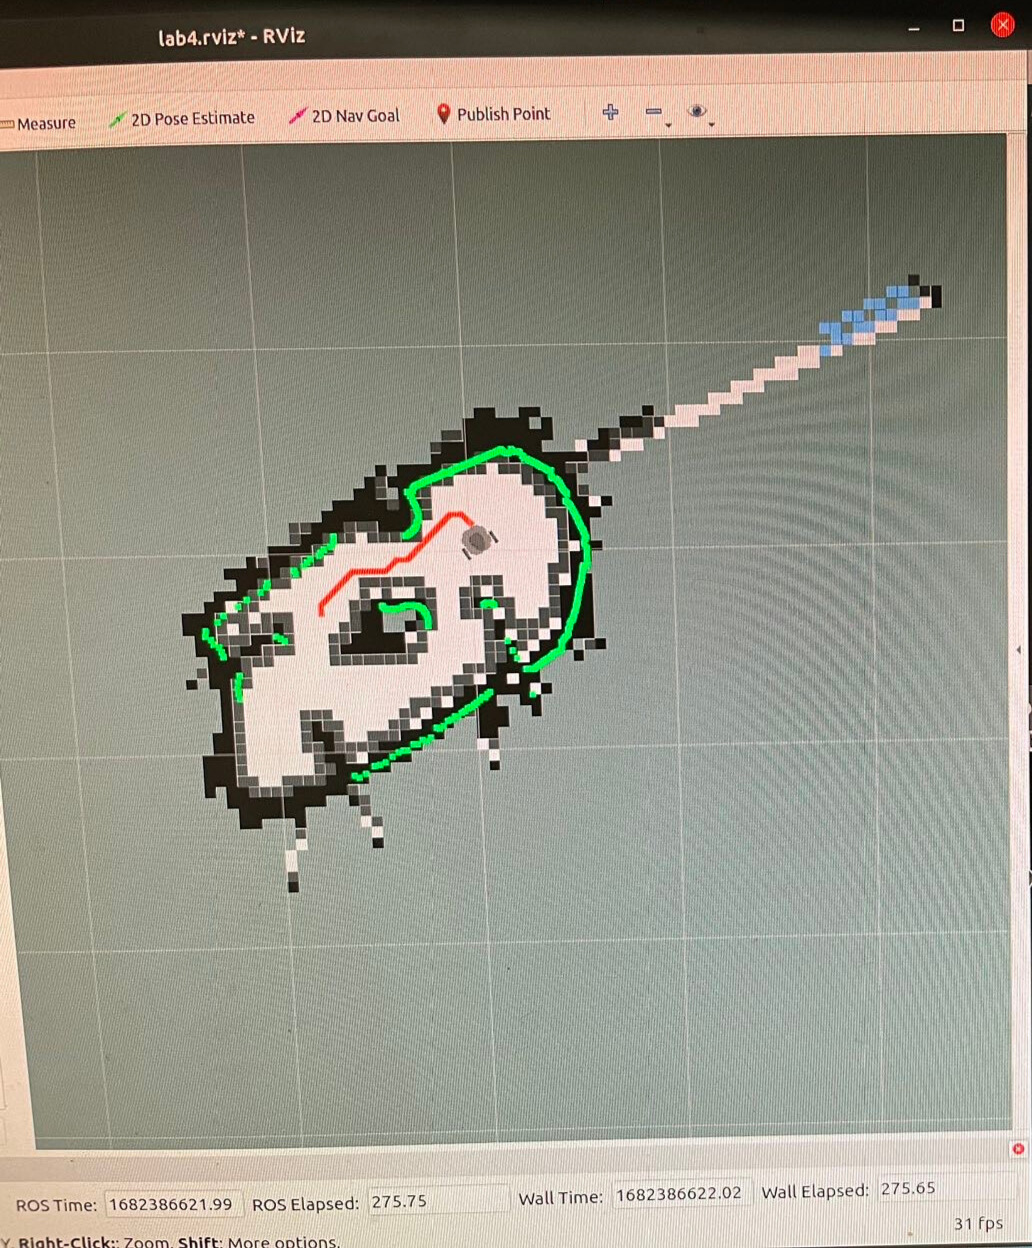 lab4.rviz* - RViz
Measure 2D Pose Estimate 2D Nav Goal Publish Point
ROS Time: 1682386621.99 ROS Elapsed: 275.75 Wall Time: 1682386622.02 Wall Elapsed: 275.65
Right-Click:: Zoom. Shift: More options. 31 fps